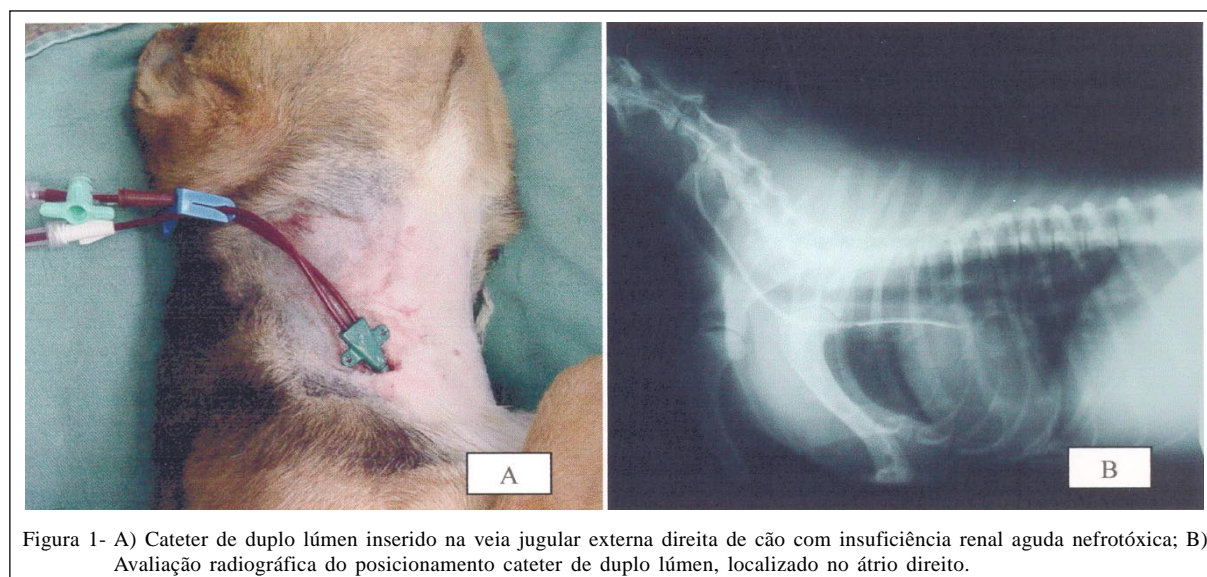 A
B
Figura 1- A) Cateter de duplo lúmen inserido na veia jugular externa direita de cão com insuficiência renal aguda nefrotóxica; B)
Avaliação radiográfica do posicionamento cateter de duplo lúmen, localizado no átrio direito.